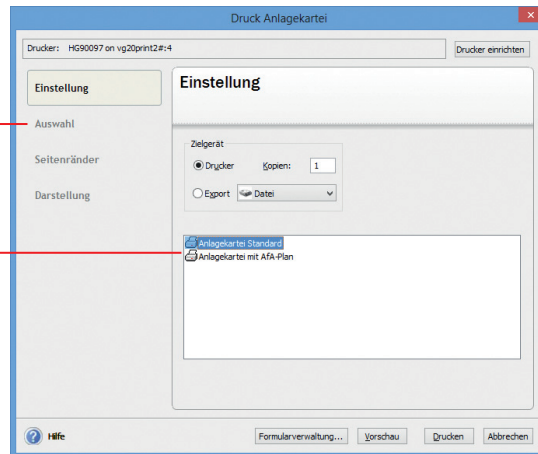 Druck Anlagekartei
Drucker: HG90097 on vg20print2#:4
Drucker einrichten
Einstellung
Auswahl
Seitenränder
Darstellung
Einstellung
Zielgerät
Drucker Kopien: 1
Export Datei
Anlagekartei Standard
Anlagekartei mit AfA-Plan
Hilfe
Formularverwaltung... Vorschau Drucken Abbrechen